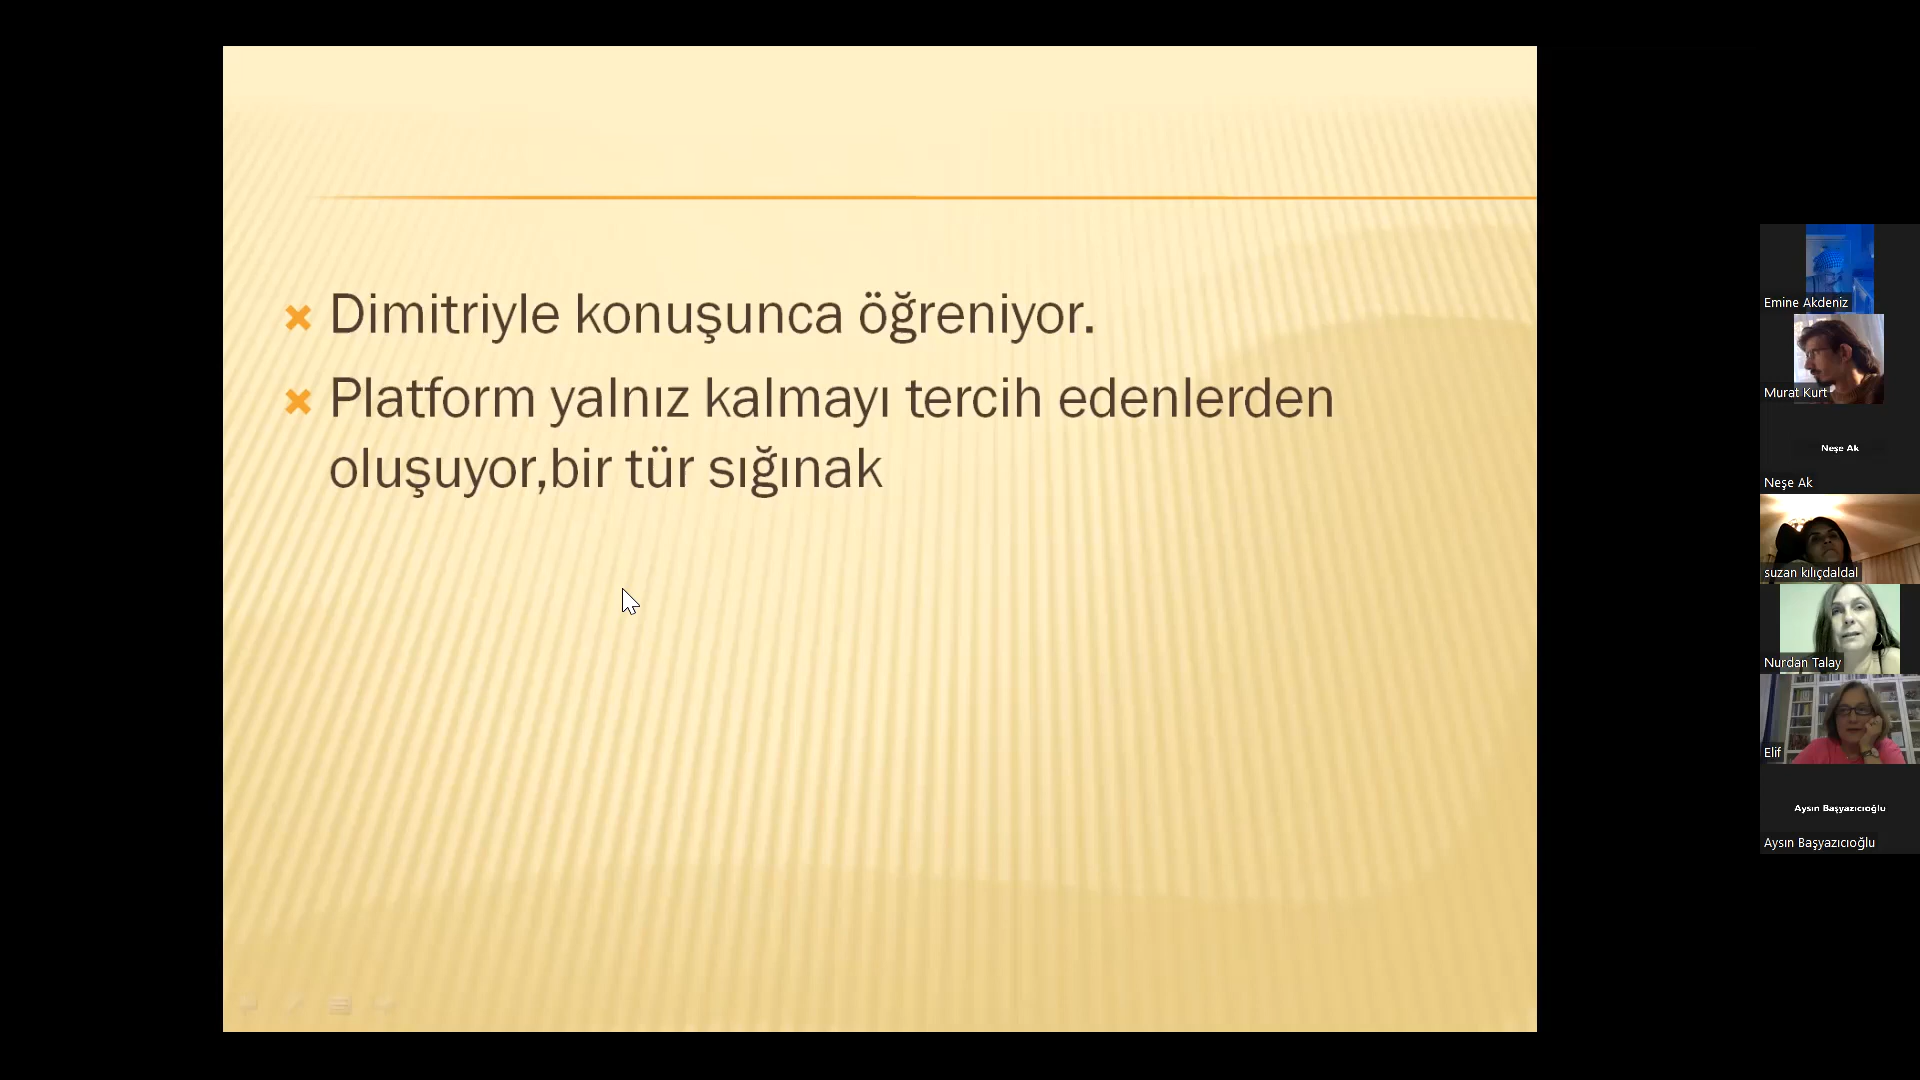 Dimitriyle konuşunca öğreniyor.
Platform yalnız kalmayı tercih edenlerden
oluşuyor,bir tür sığınak
Emine Akdeniz
Murat Kurt
Neşe Ak
Neşe Ak
suzan kılıçdaldal
Nurdan Talay
Elif
Aysın Başyazıcıoğlu
Aysın Başyazıcıoğlu